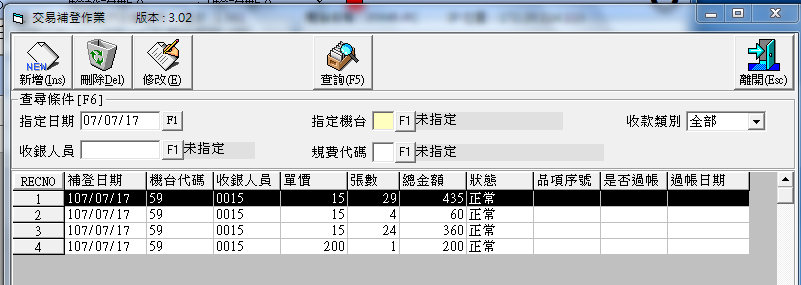 交易補登作業 版本 : 3.02
新增(Ins) 刪除Del) 修改(E) 查詢(F5) 離開(Esc)
查尋條件[F6]
指定日期 07/07/17 F1 指定機台 F1 未指定 收款類別 全部
收銀人員 F1 未指定 規費代碼 F1 未指定
RECNO 補登日期 機台代碼 收銀人員 單價 張數 總金額 狀態 品項序號 是否過帳 過帳日期
1 107/07/17 59 0015 15 29 435 正常
2 107/07/17 59 0015 15 4 60 正常
3 107/07/17 59 0015 15 24 360 正常
4 107/07/17 59 0015 200 1 200 正常